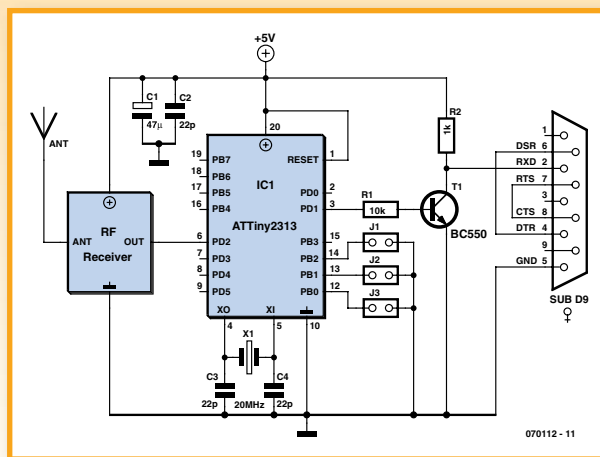 +5V
C1
47µ
C2
22p
ANT
RF
Receiver
ANT
OUT
20
19 PB7
18 PB6
17 PB5
16 PB4
6 PD2
7 PD3
8 PD4
9 PD5
IC1
ATTiny2313
RESET 1
PD0 2
PD1 3
PB3 15
PB2 14
PB1 13
PB0 12
XO
XI
4
5
10
X1
20MHz
C3
22p
C4
22p
R1
10k
J1
J2
J3
R2
1k
T1
BC550
1
DSR 6
RXD 2
RTS 7
3
CTS 8
DTR 4
9
GND 5
SUB D9
♀
070112 - 11